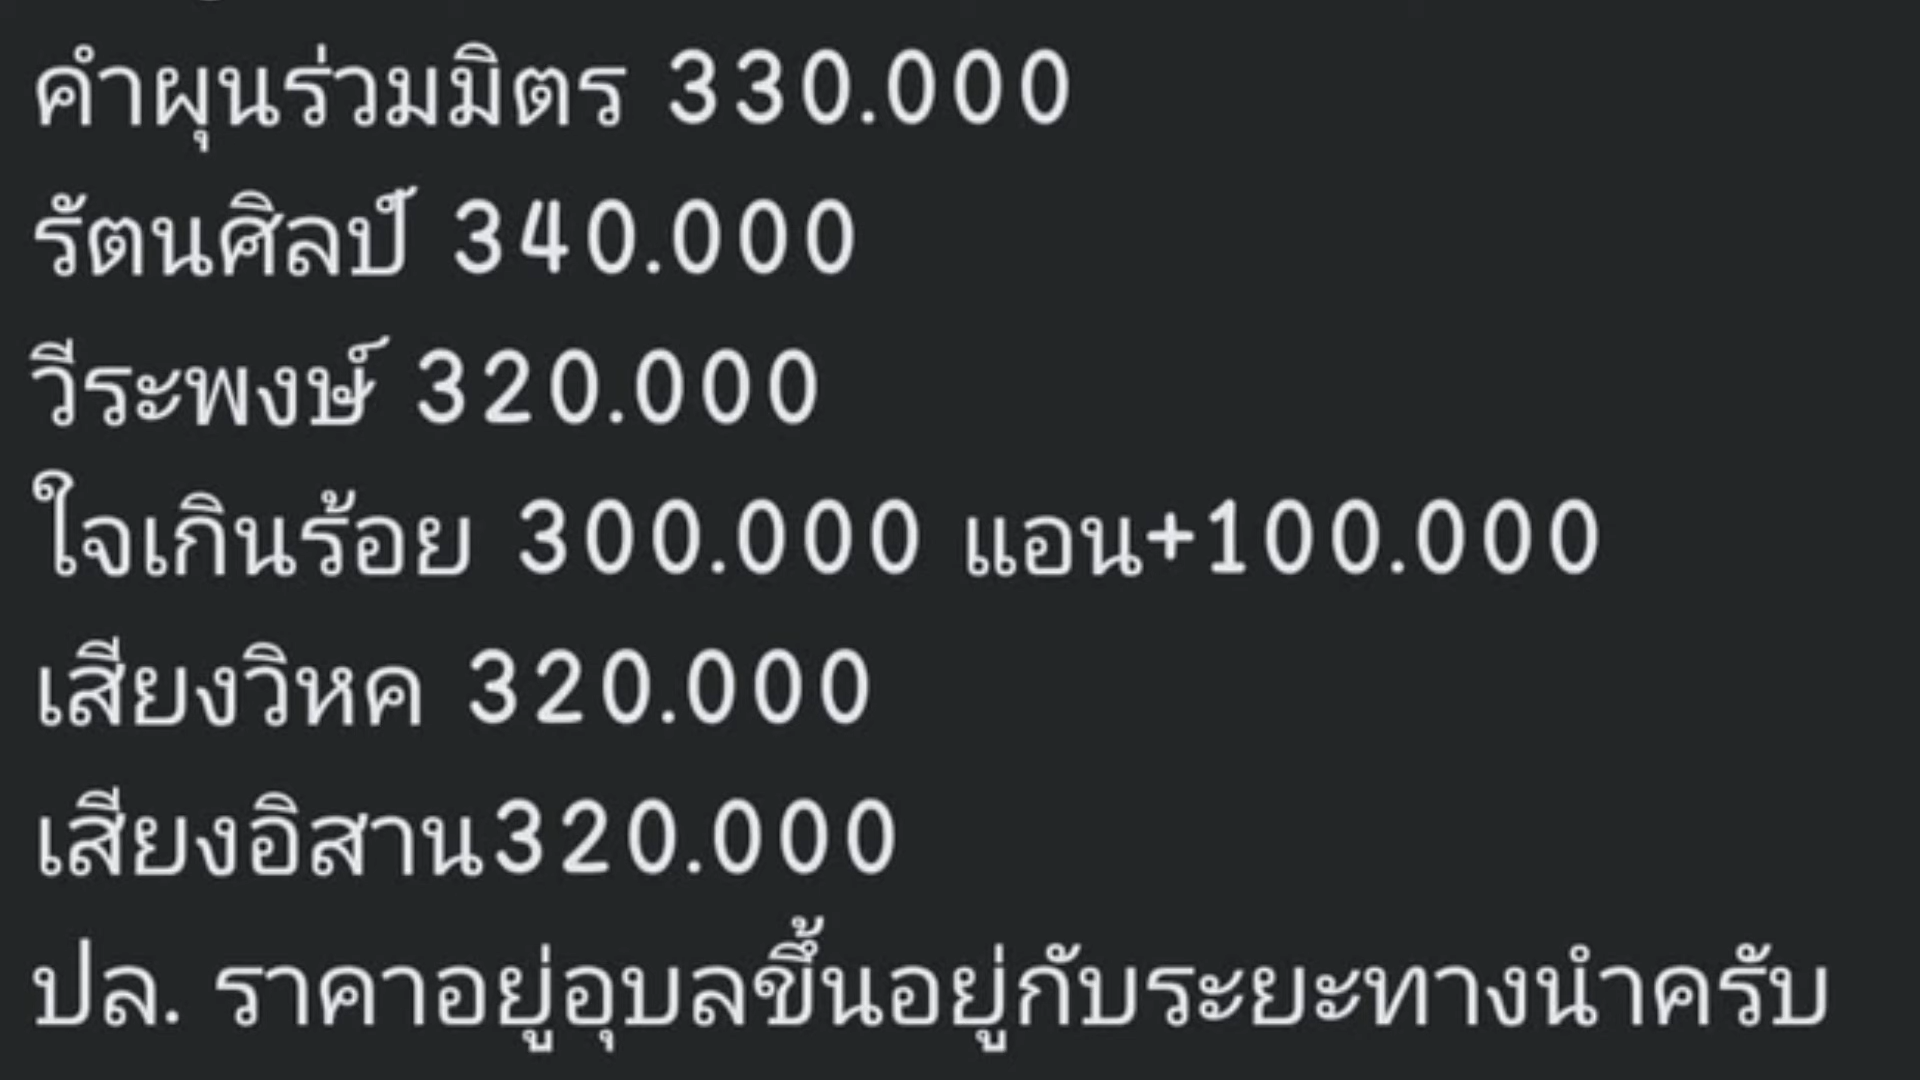 คำผุนร่วมมิตร 330.000
รัตนศิลป์ 340.000
วีระพงษ์ 320.000
ใจเกินร้อย 300.000 แอน+100.000
เสียงวิหค 320.000
เสียงอิสาน320.000
ปล. ราคาอยู่อุบลขึ้นอยู่กับระยะทางนำครับ